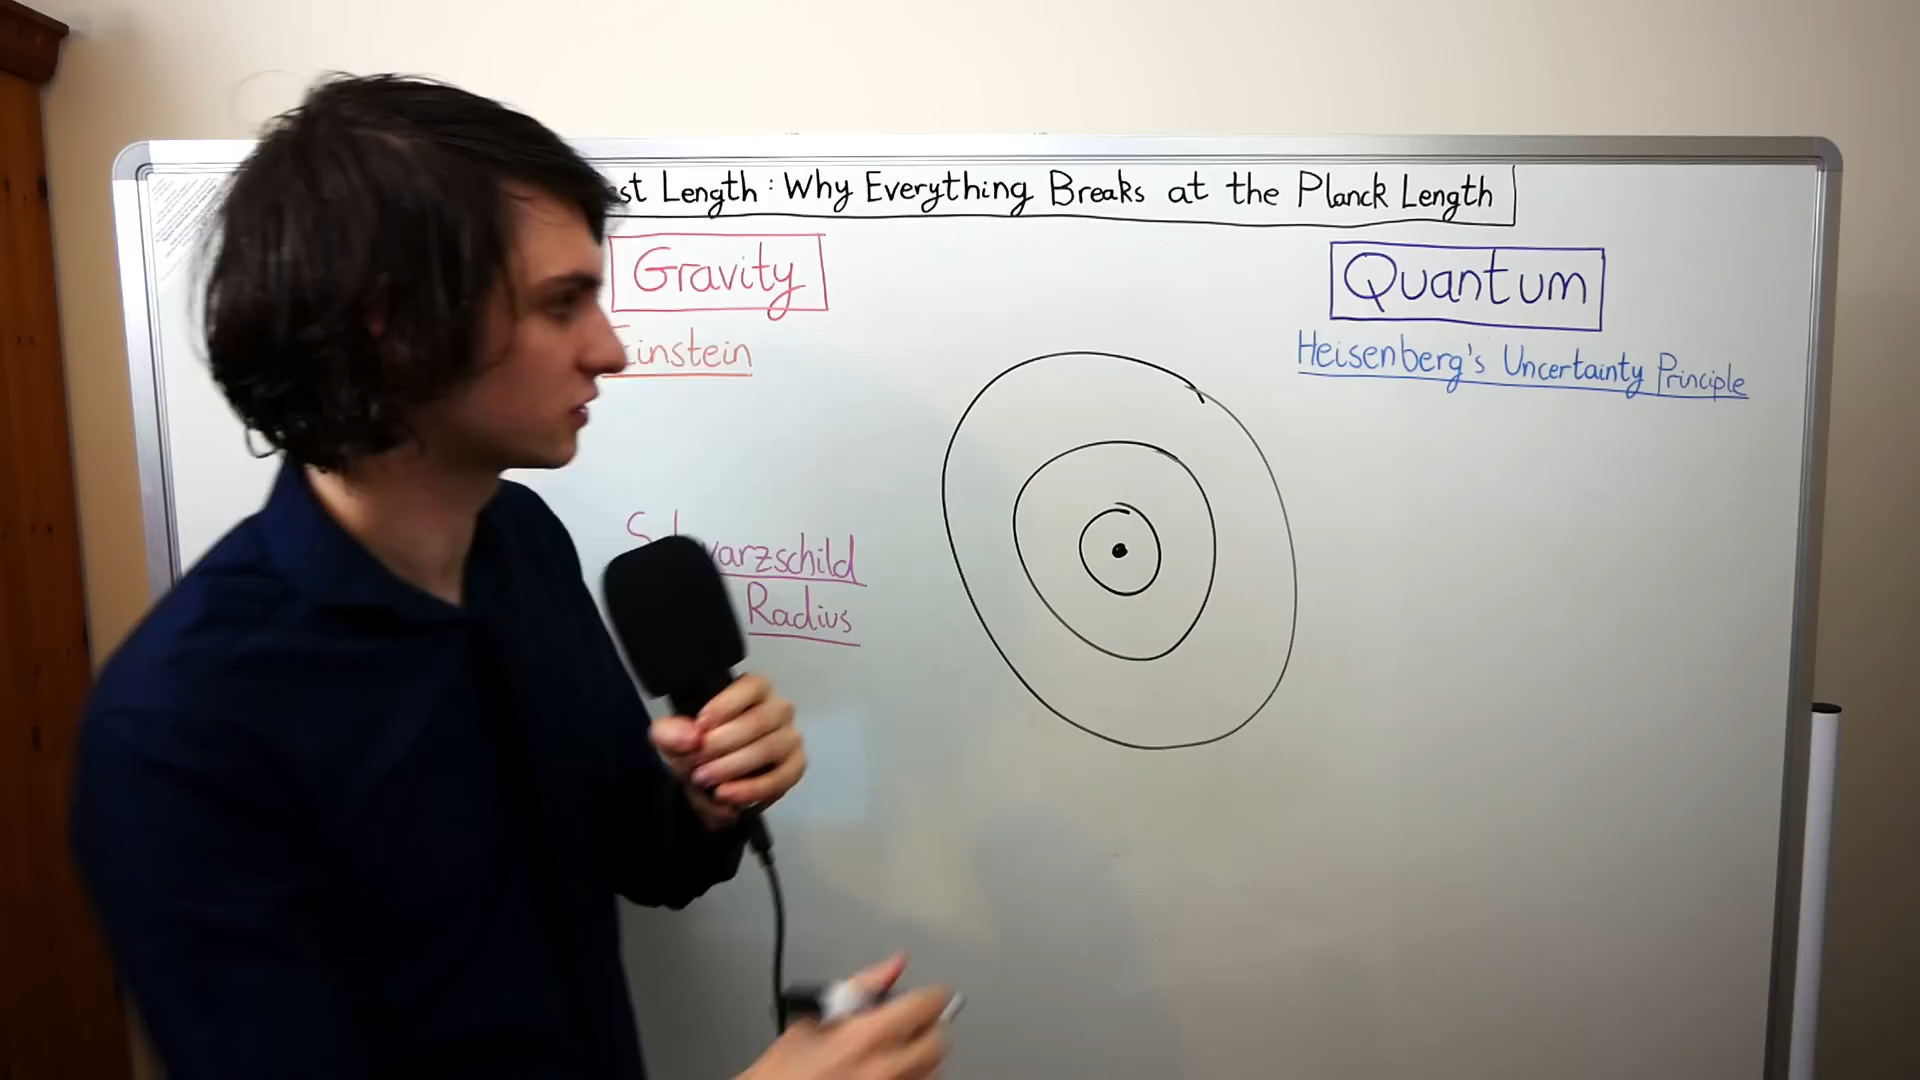 st Length: Why Everything Breaks at the Planck Length
Gravity
Quantum
Einstein
Heisenberg's Uncertainty Principle
Schwarzschild
Radius